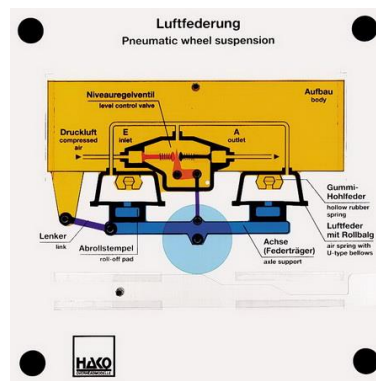 Luftfederung
Pneumatic wheel suspension
Niveauregelventil
level control valve
Aufbau
body
Druckluft
compressed
air
E
inlet
A
outlet
Gummi-
Hohlfeder
hollow rubber
spring
Luftfeder
mit Rollbalg
air spring with
U-type bellows
Lenker
link
Abrollstempel
roll-off pad
Achse
(Federträger)
axle support
HAKO